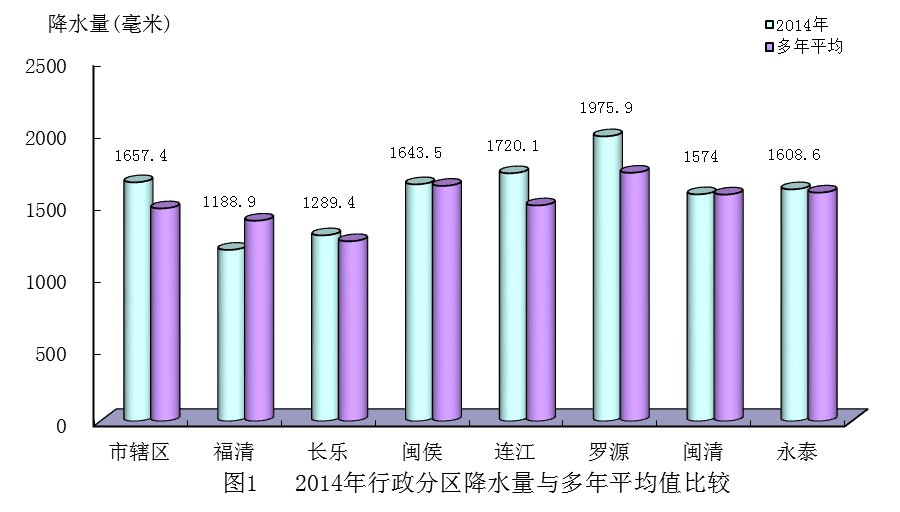 降水量(毫米)
2014年
多年平均
2500
2000
1500
1000
500
0
1657.4
1188.9
1289.4
1643.5
1720.1
1975.9
1574
1608.6
市辖区 福清 长乐 闽侯 连江 罗源 闽清 永泰
图1 2014年行政分区降水量与多年平均值比较